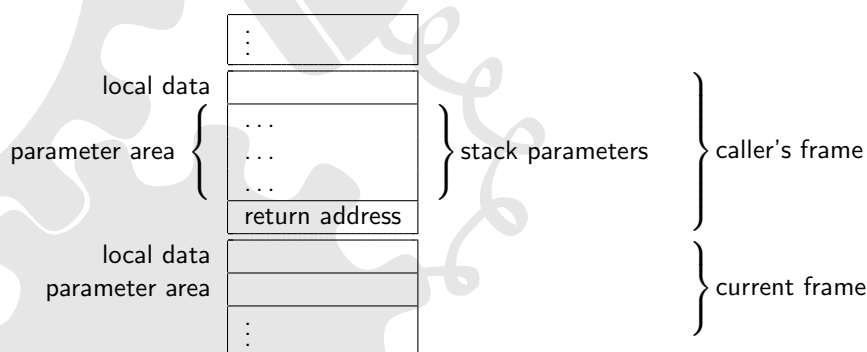 ⋮
local data
parameter area
. . .
. . .
. . .
stack parameters
caller's frame
return address
local data
parameter area
current frame
⋮